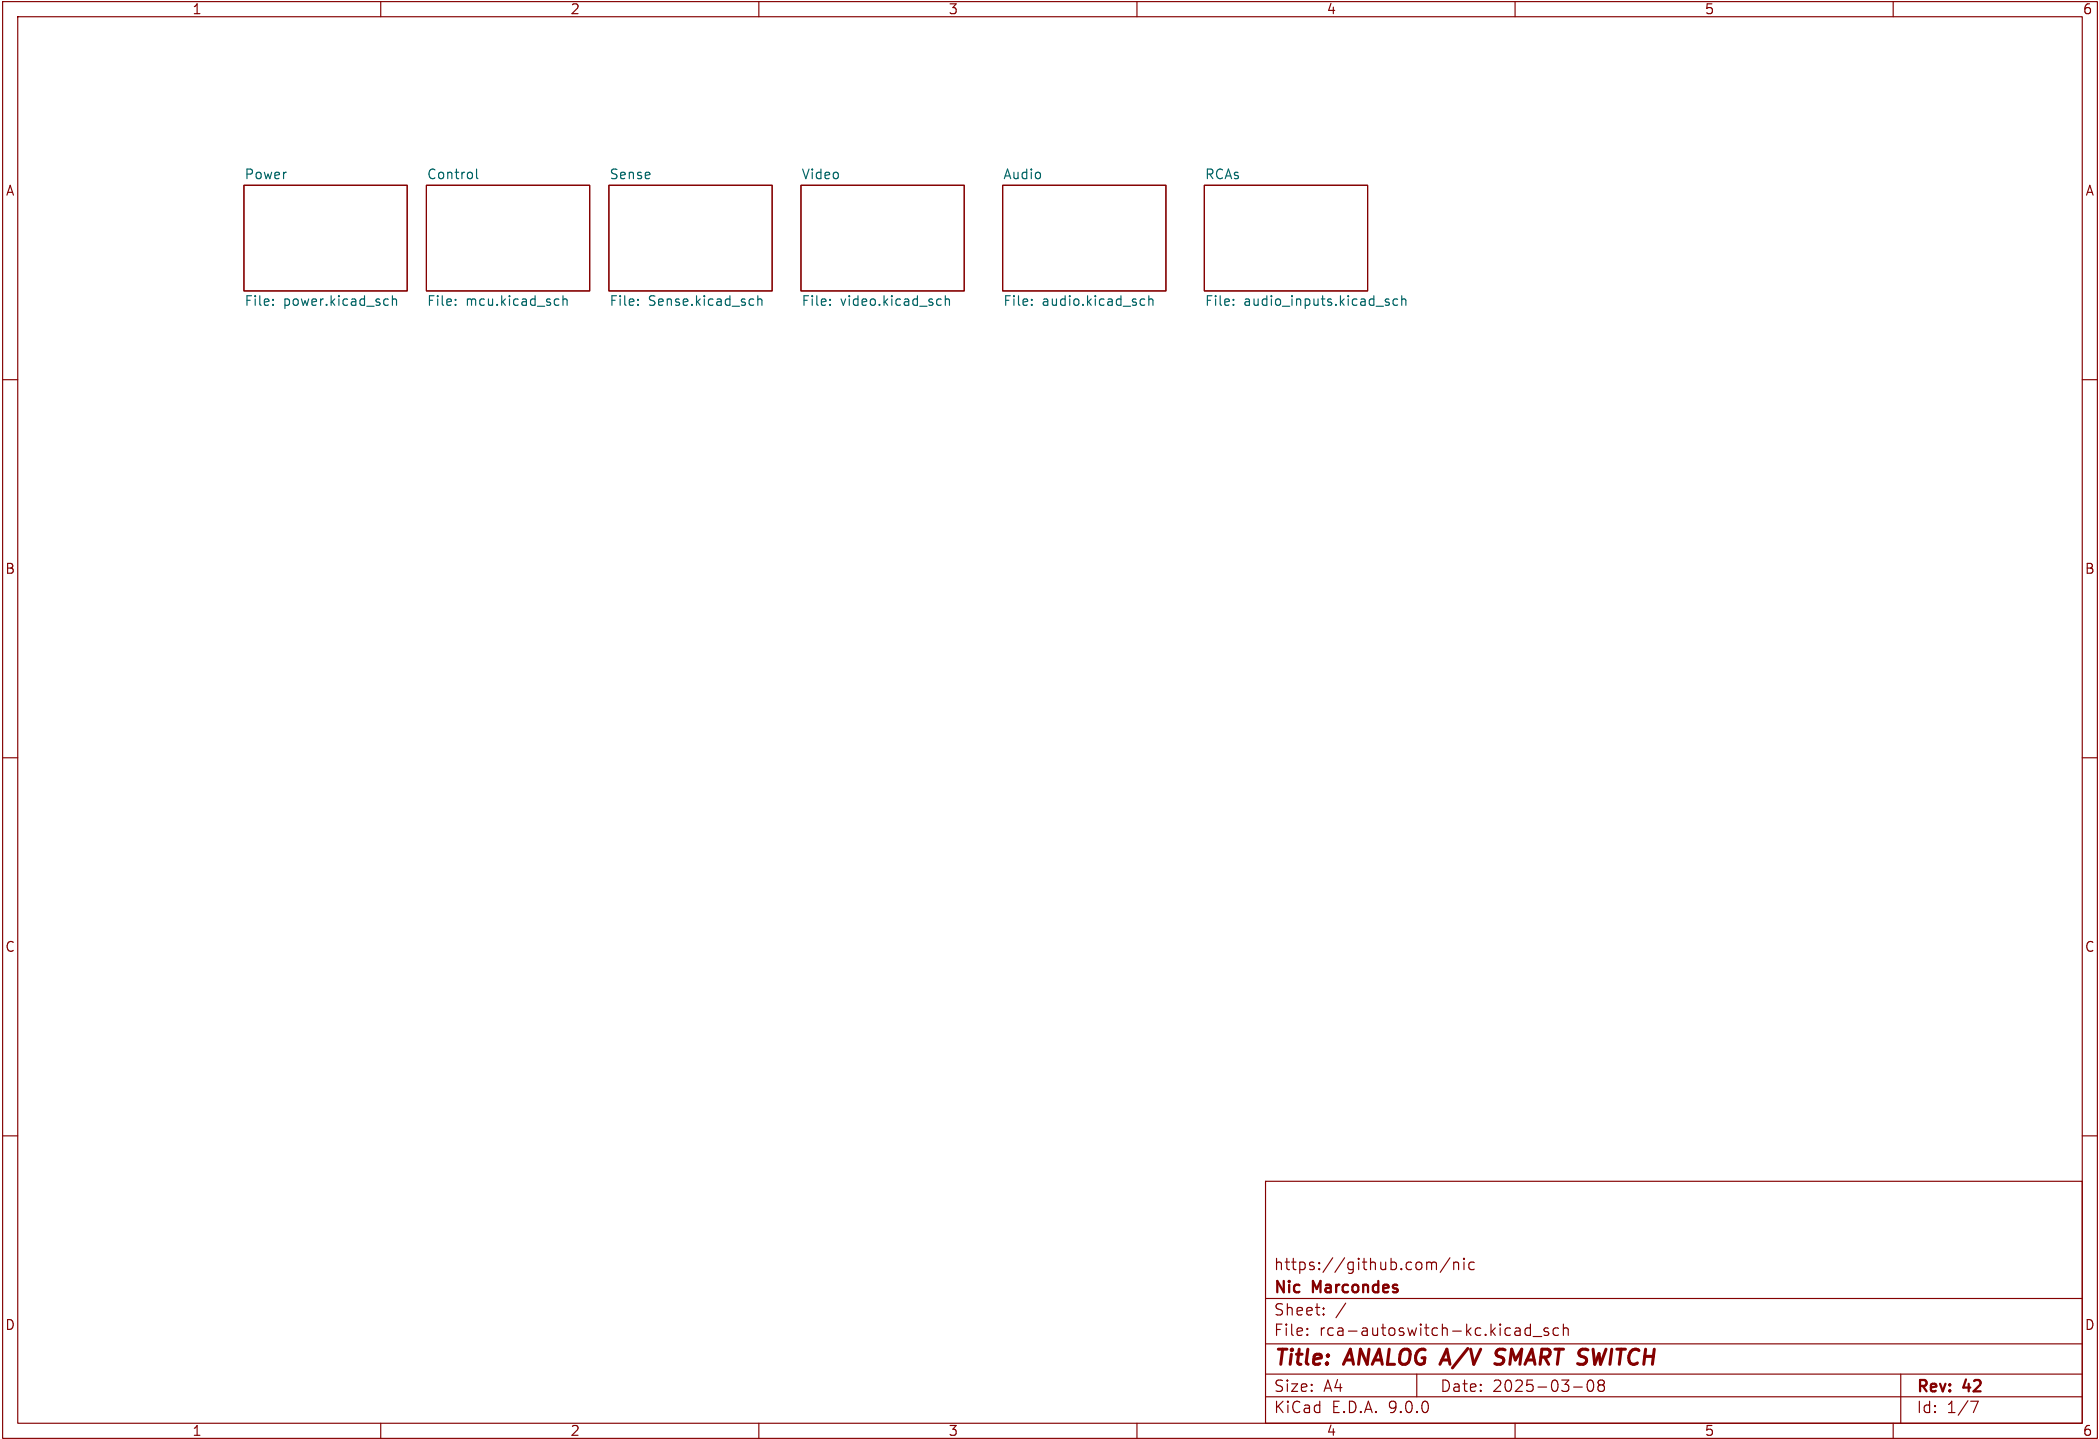 1 2 3 4 5 6
Power Control Sense Video Audio RCAs
A A
File: power.kicad_sch File: mcu.kicad_sch File: Sense.kicad_sch File: video.kicad_sch File: audio.kicad_sch File: audio_inputs.kicad_sch
B B
C C
https://github.com/nic
Nic Marcondes
Sheet: /
D D
File: rca-autoswitch-kc.kicad_sch
Title: ANALOG A/V SMART SWITCH
Size: A4 Date: 2025-03-08 Rev: 42
KiCad E.D.A. 9.0.0 Id: 1/7
1 2 3 4 5 6